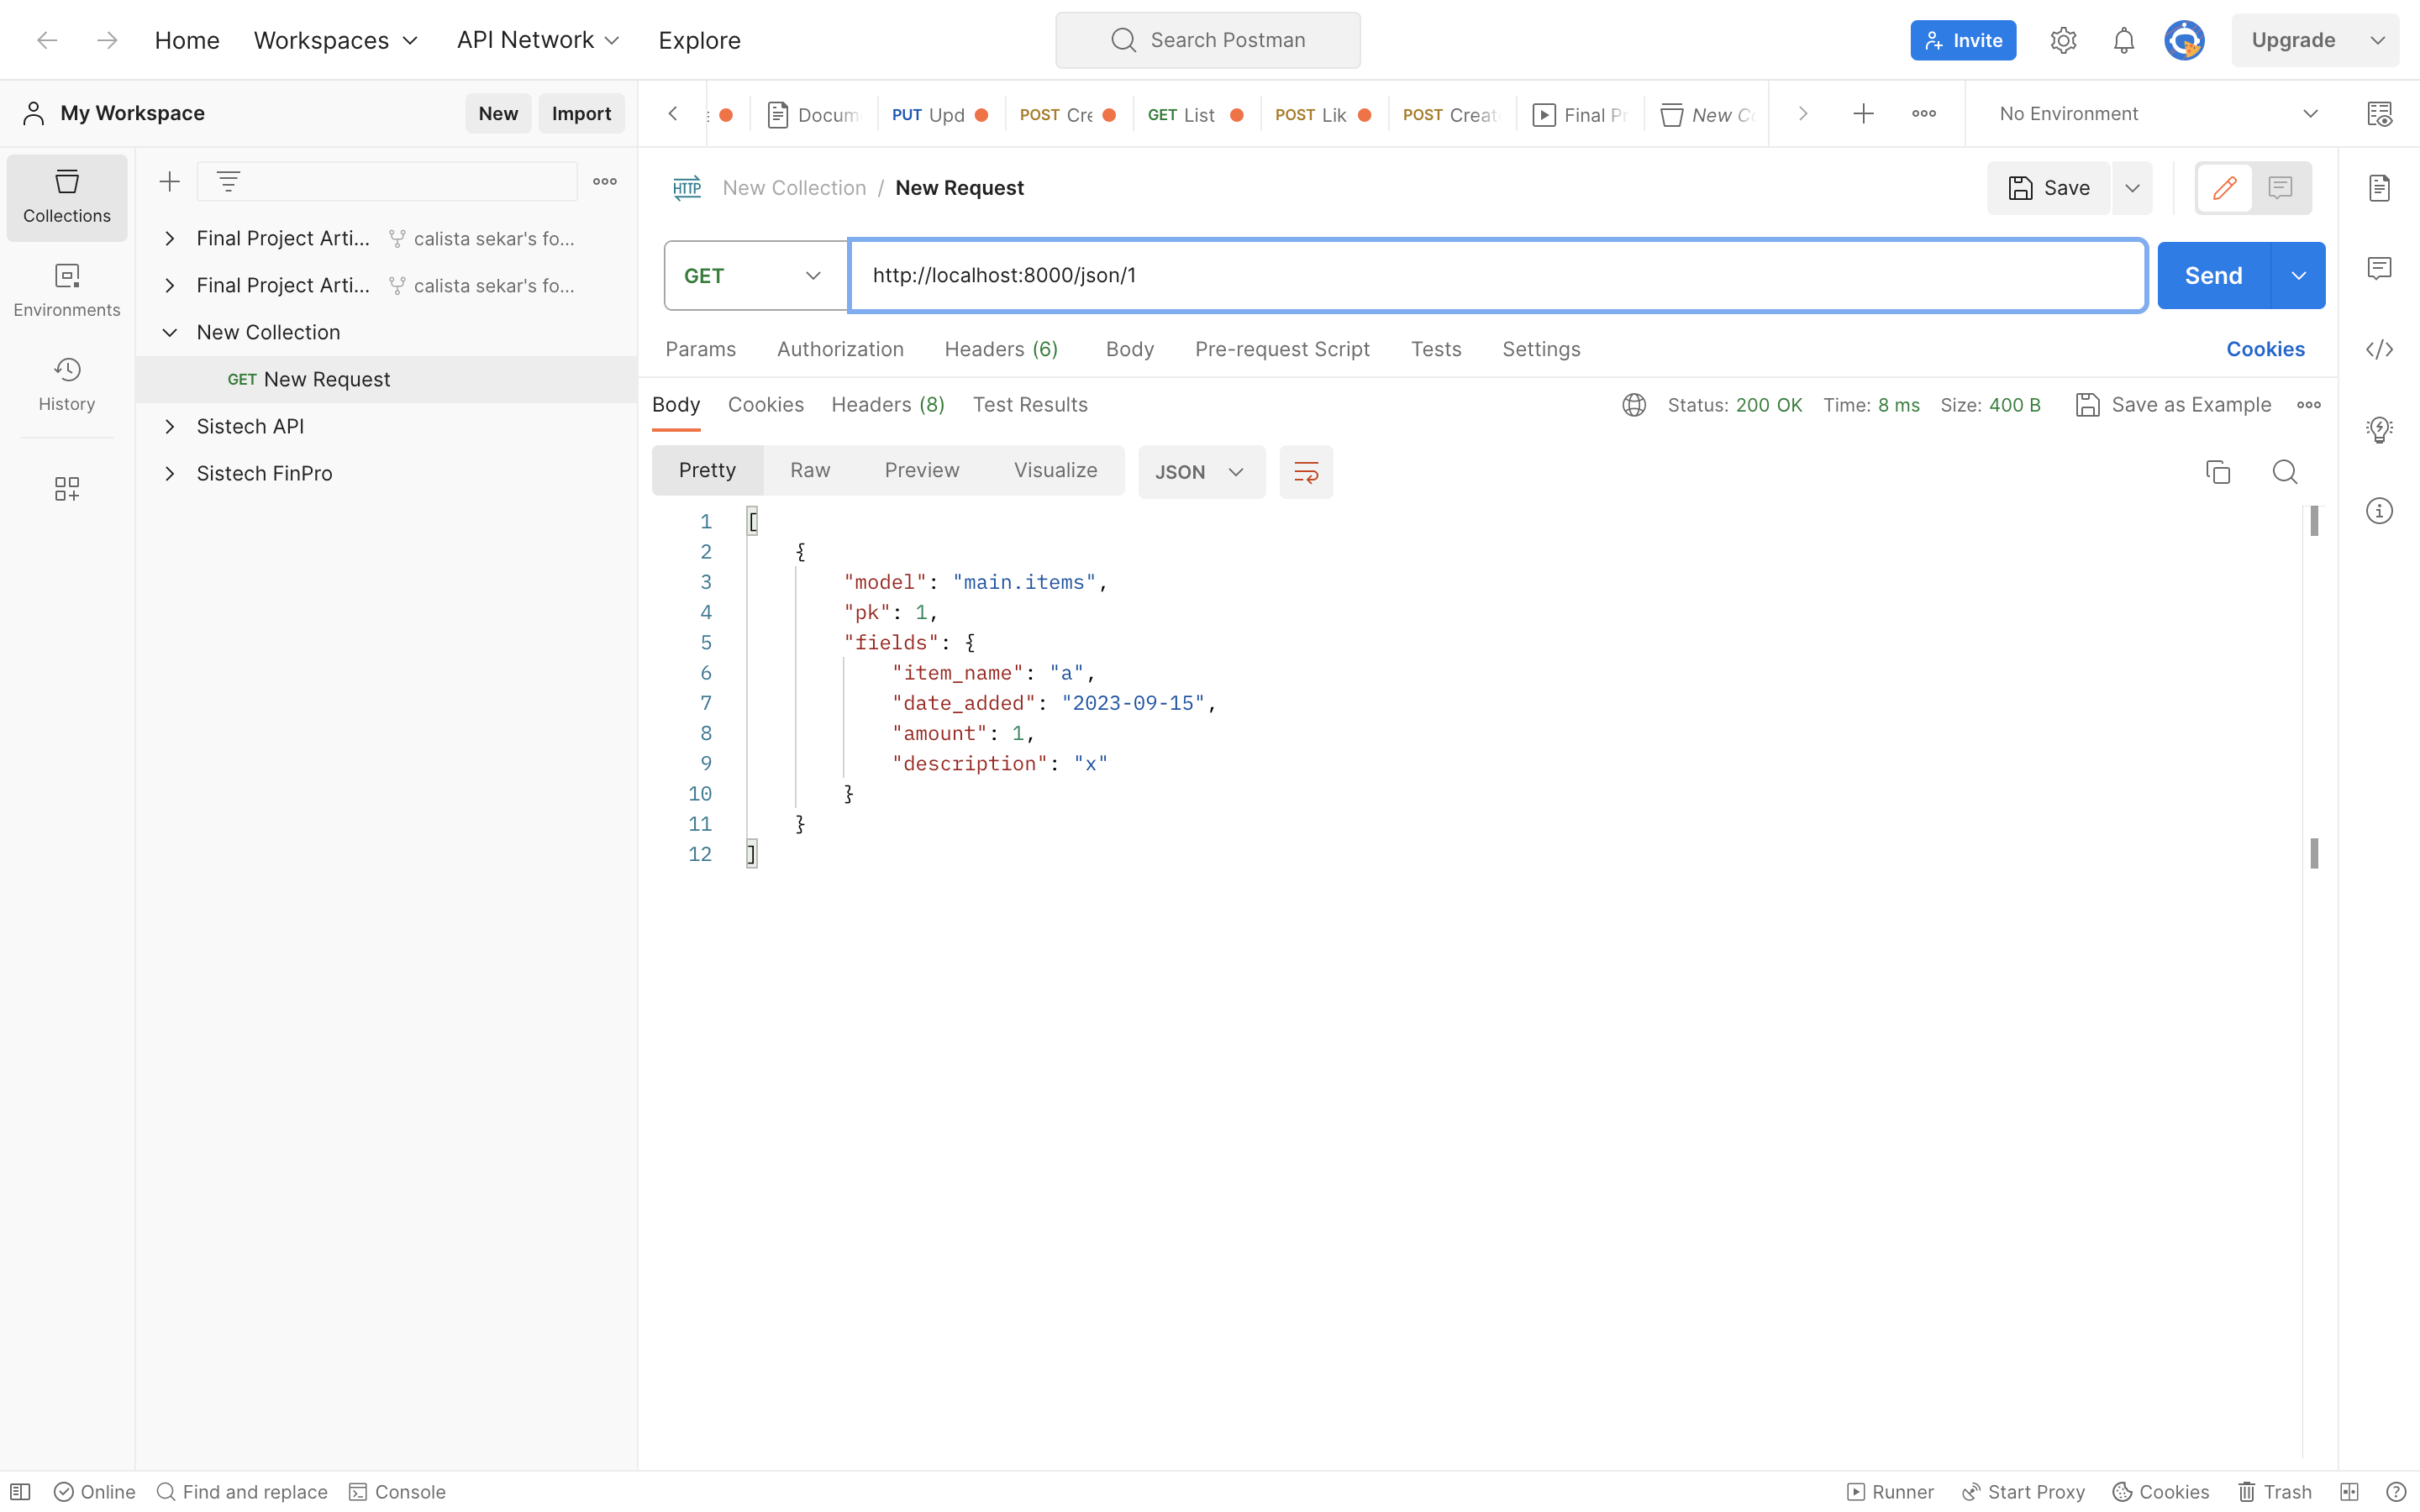 Home Workspaces API Network Explore Search Postman Invite Upgrade
My Workspace New Import
Docum PUT Upd POST Cre GET List POST Lik POST Creat Final P New C No Environment
Collections
Environments
History
Final Project Arti... calista sekar's fo...
Final Project Arti... calista sekar's fo...
New Collection
GET New Request
Sistech API
Sistech FinPro
HTTP New Collection / New Request Save
GET http://localhost:8000/json/1 Send
Params Authorization Headers (6) Body Pre-request Script Tests Settings Cookies
Body Cookies Headers (8) Test Results Status: 200 OK Time: 8 ms Size: 400 B Save as Example
Pretty Raw Preview Visualize JSON
1 [
2 {
3 "model": "main.items",
4 "pk": 1,
5 "fields": {
6 "item_name": "a",
7 "date_added": "2023-09-15",
8 "amount": 1,
9 "description": "x"
10 }
11 }
12 ]
Online Find and replace Console Runner Start Proxy Cookies Trash